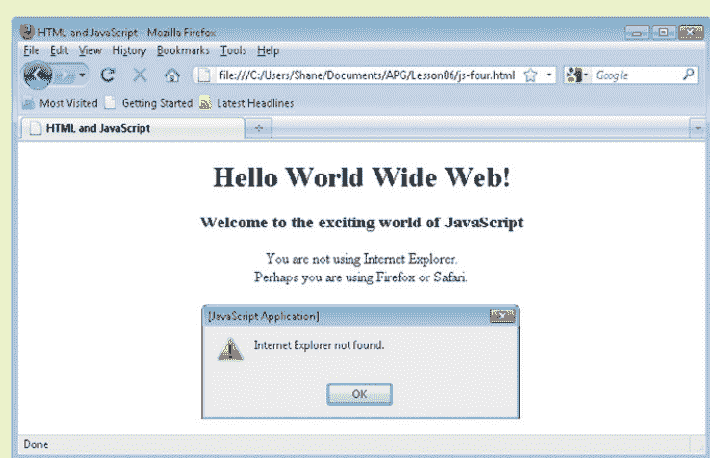 HTML and JavaScript - Mozilla Firefox
File Edit View History Bookmarks Tools Help
file:///C:/Users/Shane/Documents/APG/Lesson06/js-four.html Google
Most Visited Getting Started Latest Headlines
HTML and JavaScript
Hello World Wide Web!
Welcome to the exciting world of JavaScript
You are not using Internet Explorer.
Perhaps you are using Firefox or Safari.
[JavaScript Application]
Internet Explorer not found.
OK
Done